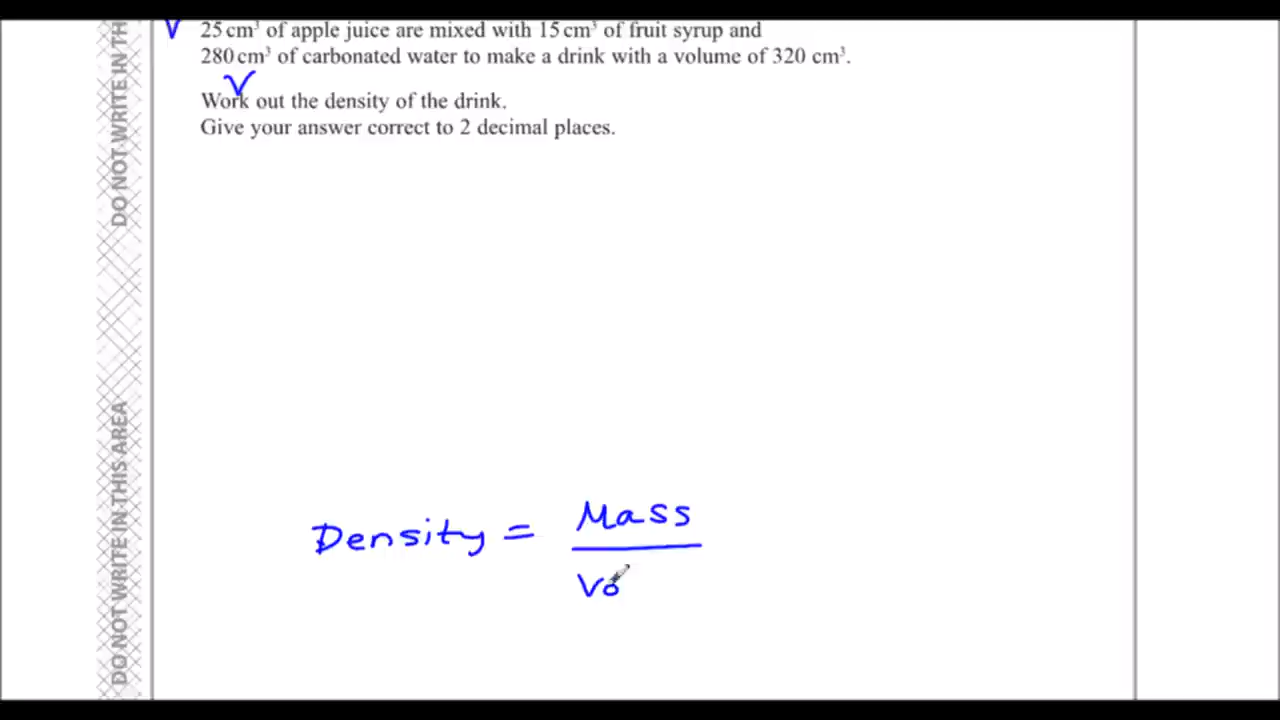 DO NOT WRITE IN TH
V 25 cm³ of apple juice are mixed with 15 cm³ of fruit syrup and
280 cm³ of carbonated water to make a drink with a volume of 320 cm³.
V
Work out the density of the drink.
Give your answer correct to 2 decimal places.
DO NOT WRITE IN THIS AREA
Density = Mass
Vo